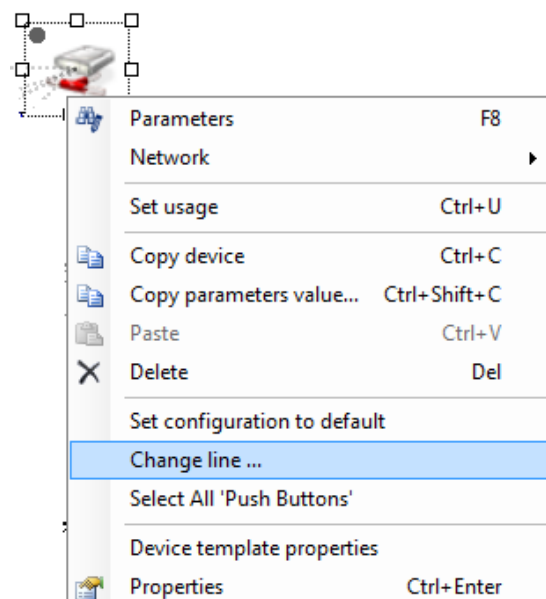 Parameters F8
Network
Set usage Ctrl+U
Copy device Ctrl+C
Copy parameters value... Ctrl+Shift+C
Paste Ctrl+V
Delete Del
Set configuration to default
Change line ...
Select All 'Push Buttons'
Device template properties
Properties Ctrl+Enter